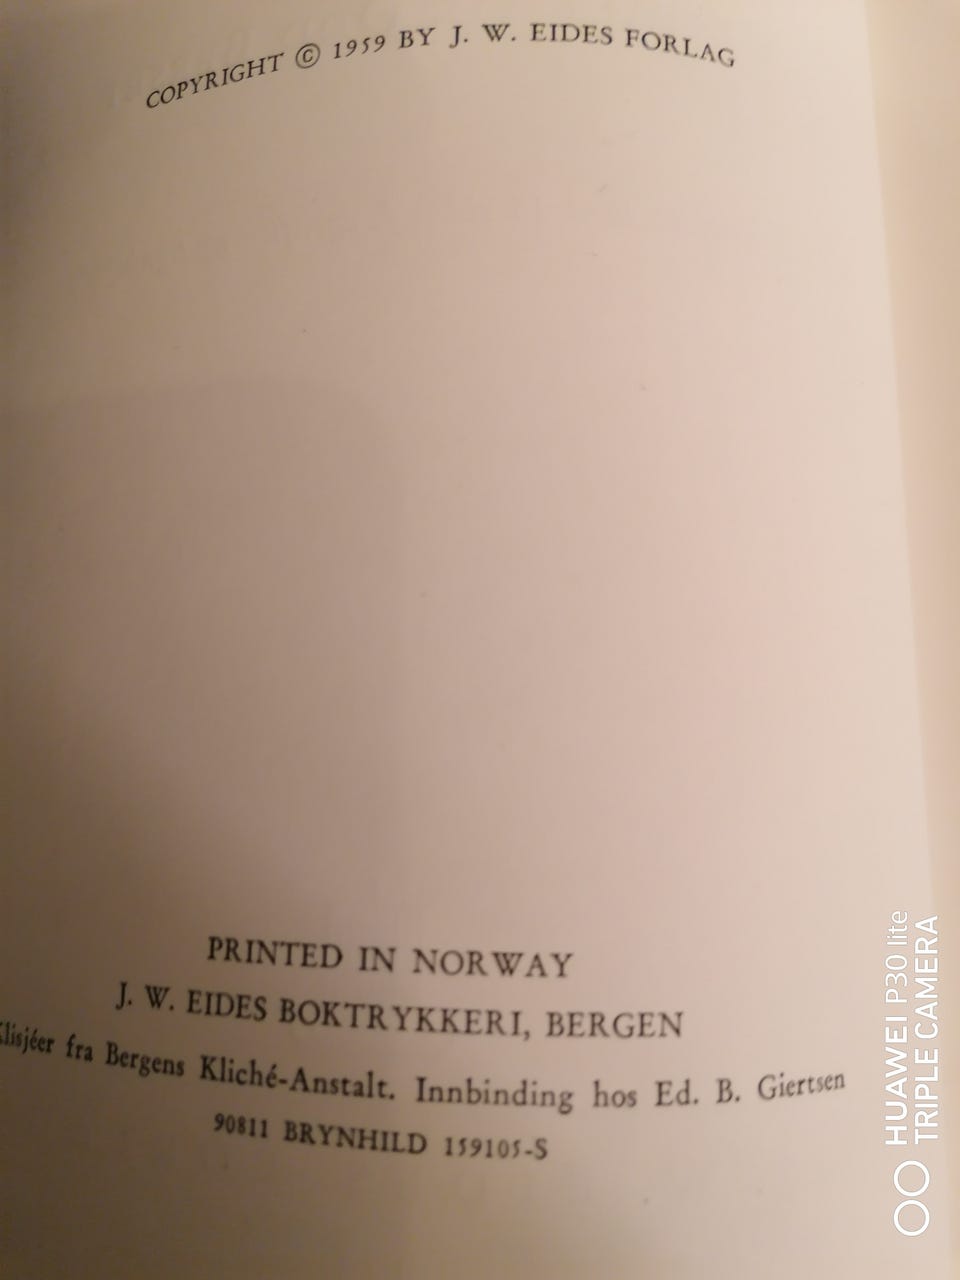 COPYRIGHT © 1959 BY J. W. EIDES FORLAG
PRINTED IN NORWAY
J. W. EIDES BOKTRYKKERI, BERGEN
Klisjéer fra Bergens Kliché-Anstalt. Innbinding hos Ed. B. Giertsen
90811 BRYNHILD 159105-S
HUAWEI P30 lite
TRIPLE CAMERA